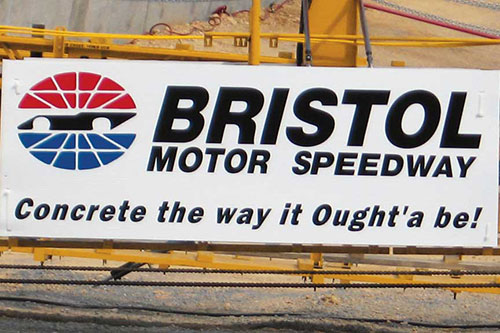 BRISTOL
MOTOR SPEEDWAY
Concrete the way it Ought'a be!